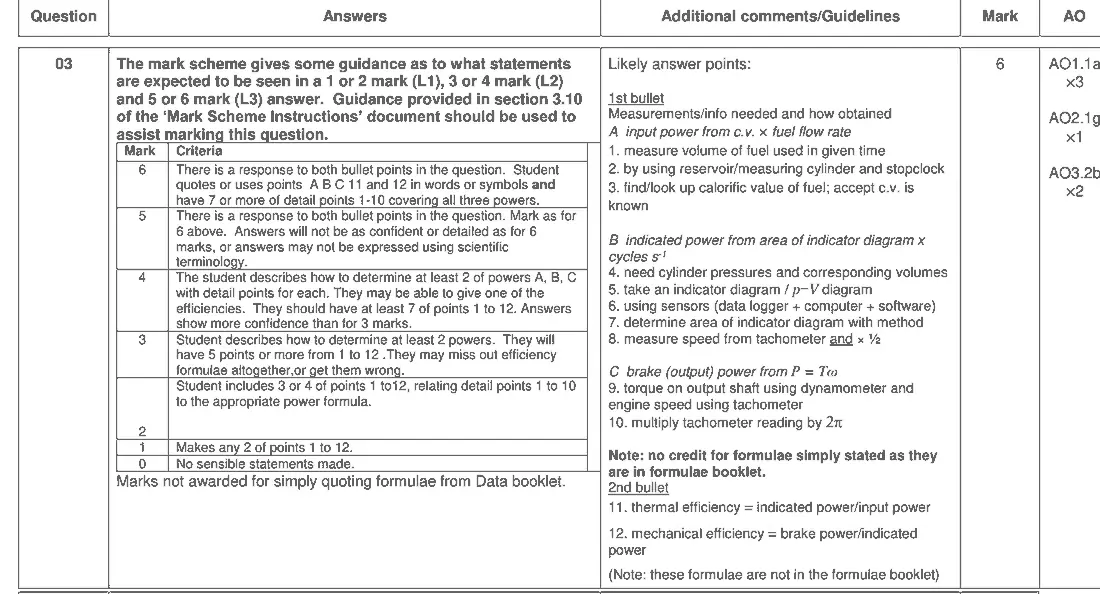 Question Answers Additional comments/Guidelines Mark AO
03
The mark scheme gives some guidance as to what statements
are expected to be seen in a 1 or 2 mark (L1), 3 or 4 mark (L2)
and 5 or 6 mark (L3) answer. Guidance provided in section 3.10
of the ‘Mark Scheme Instructions’ document should be used to
assist marking this question.
Mark Criteria
6 There is a response to both bullet points in the question. Student
quotes or uses points A B C 11 and 12 in words or symbols and
have 7 or more of detail points 1-10 covering all three powers.
5 There is a response to both bullet points in the question. Mark as for
6 above. Answers will not be as confident or detailed as for 6
marks, or answers may not be expressed using scientific
terminology.
4 The student describes how to determine at least 2 of powers A, B, C
with detail points for each. They may be able to give one of the
efficiencies. They should have at least 7 of points 1 to 12. Answers
show more confidence than for 3 marks.
3 Student describes how to determine at least 2 powers. They will
have 5 points or more from 1 to 12 .They may miss out efficiency
formulae altogether,or get them wrong.
Student includes 3 or 4 of points 1 to12, relating detail points 1 to 10
to the appropriate power formula.
2
1 Makes any 2 of points 1 to 12.
0 No sensible statements made.
Marks not awarded for simply quoting formulae from Data booklet.
Likely answer points:
1st bullet
Measurements/info needed and how obtained
A input power from c.v. × fuel flow rate
1. measure volume of fuel used in given time
2. by using reservoir/measuring cylinder and stopclock
3. find/look up calorific value of fuel; accept c.v. is
known
B indicated power from area of indicator diagram x
cycles s⁻¹
4. need cylinder pressures and corresponding volumes
5. take an indicator diagram / p–V diagram
6. using sensors (data logger + computer + software)
7. determine area of indicator diagram with method
8. measure speed from tachometer and × ½
C brake (output) power from P = Tω
9. torque on output shaft using dynamometer and
engine speed using tachometer
10. multiply tachometer reading by 2π
Note: no credit for formulae simply stated as they
are in formulae booklet.
2nd bullet
11. thermal efficiency = indicated power/input power
12. mechanical efficiency = brake power/indicated
power
(Note: these formulae are not in the formulae booklet)
6
AO1.1a
×3
AO2.1g
×1
AO3.2b
×2